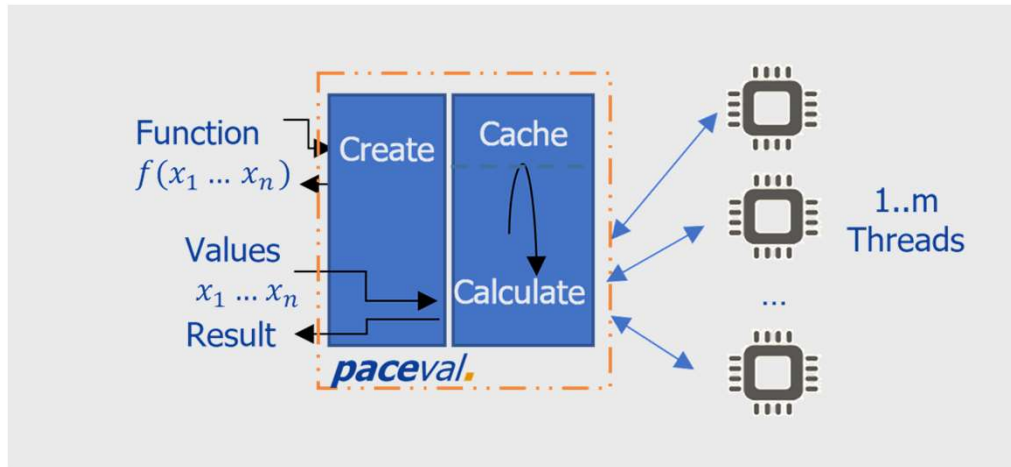 Function
f(x₁ ... xₙ)
Values
x₁ ... xₙ
Result
Create
Cache
Calculate
paceval.
1..m
Threads
...